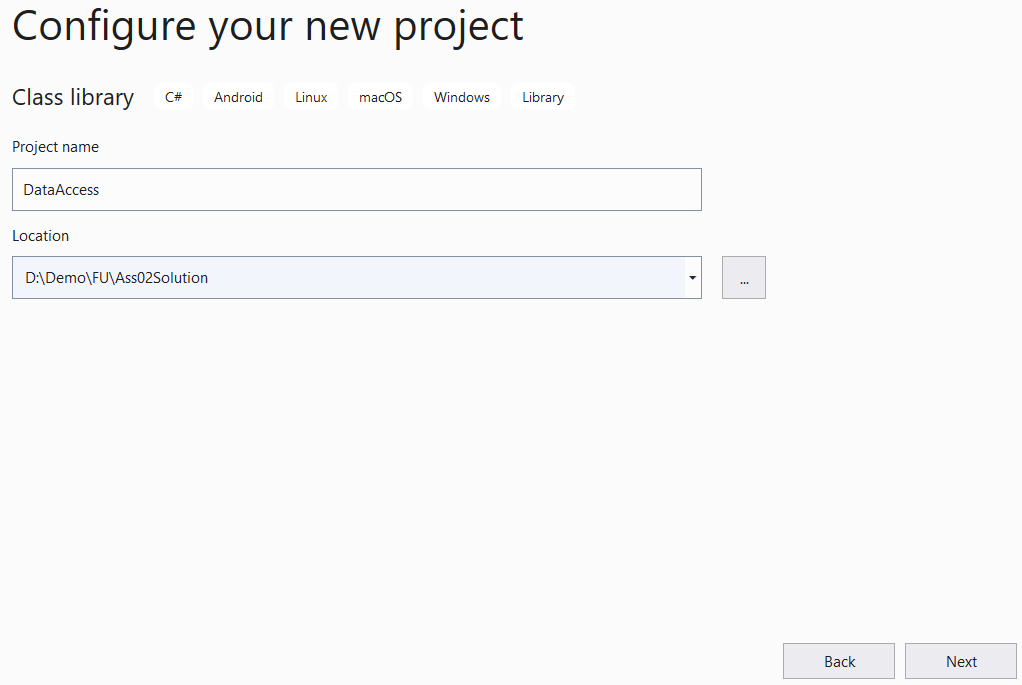 Configure your new project
Class library C# Android Linux macOS Windows Library
Project name
DataAccess
Location
D:\Demo\FU\Ass02Solution
...
Back Next